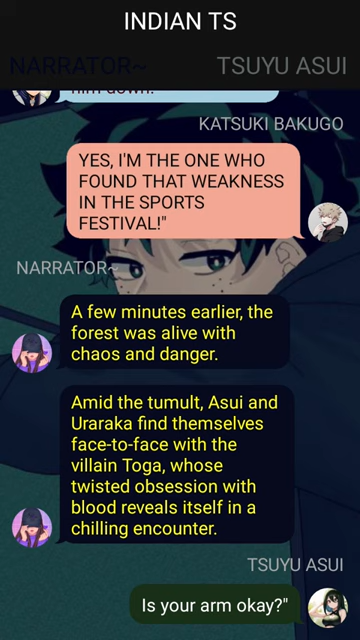 INDIAN TS
NARRATOR~
TSUYU ASUI
him down!
KATSUKI BAKUGO
YES, I'M THE ONE WHO
FOUND THAT WEAKNESS
IN THE SPORTS
FESTIVAL!"
NARRATOR~
A few minutes earlier, the
forest was alive with
chaos and danger.
Amid the tumult, Asui and
Uraraka find themselves
face-to-face with the
villain Toga, whose
twisted obsession with
blood reveals itself in a
chilling encounter.
TSUYU ASUI
Is your arm okay?"